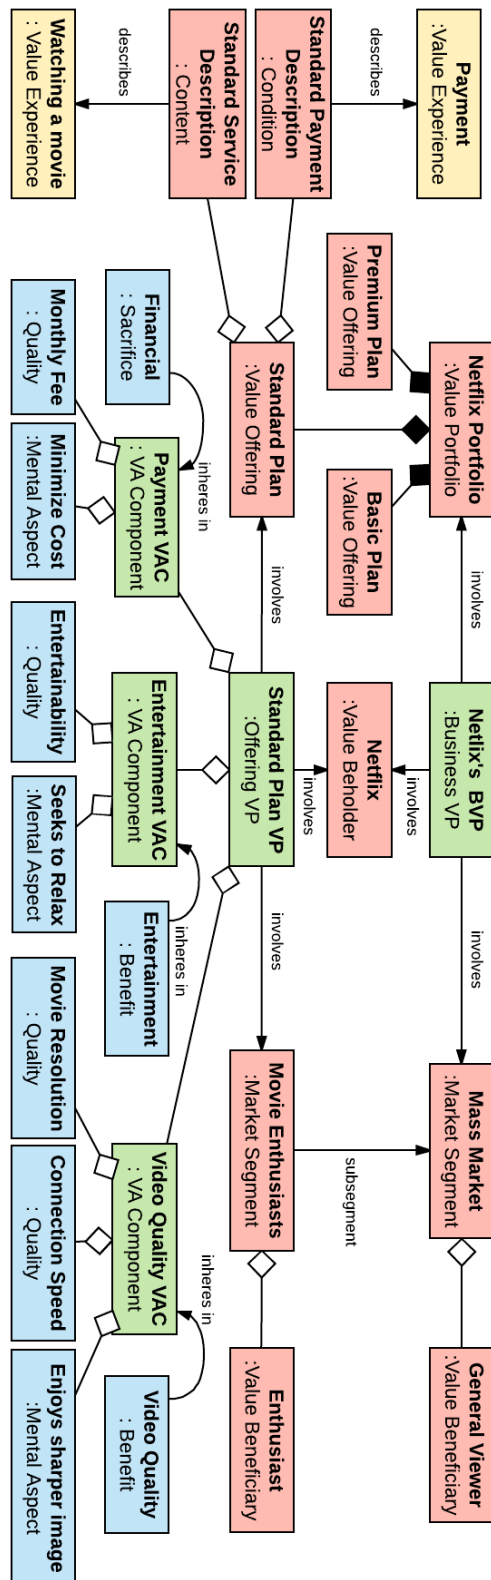 Payment
:Value Experience
describes
Standard Payment
Description
: Condition
Standard Service
Description
: Content
describes
Watching a movie
: Value Experience
Netflix Portfolio
:Value Portfolio
Premium Plan
:Value Offering
Basic Plan
:Value Offering
Standard Plan
:Value Offering
involves
Netlix's BVP
:Business VP
involves
Mass Market
:Market Segment
General Viewer
:Value Beneficiary
involves
Netflix
:Value Beholder
involves
involves
Standard Plan VP
:Offering VP
involves
Movie Enthusiasts
:Market Segment
subsegment
Enthusiast
:Value Beneficiary
Financial
: Sacrifice
inheres in
Payment VAC
: VA Component
Monthly Fee
: Quality
Minimize Cost
:Mental Aspect
Entertainment VAC
: VA Component
Entertainment
: Benefit
inheres in
Entertainability
: Quality
Seeks to Relax
:Mental Aspect
Video Quality VAC
: VA Component
inheres in
Video Quality
: Benefit
Movie Resolution
: Quality
Connection Speed
: Quality
Enjoys sharper image
:Mental Aspect